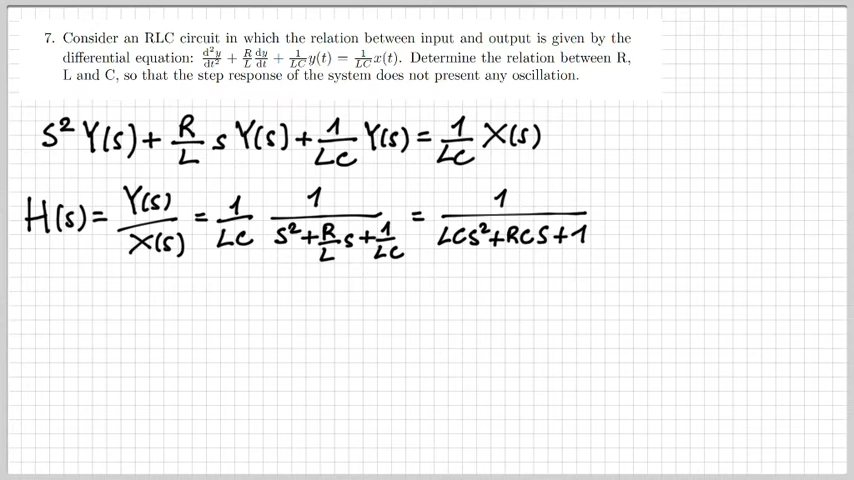 7. Consider an RLC circuit in which the relation between input and output is given by the
differential equation: d²y/dt² + R/L dy/dt + 1/LC y(t) = 1/LC x(t). Determine the relation between R,
L and C, so that the step response of the system does not present any oscillation.
S² Y(s) + R/L s Y(s) + 1/LC Y(s) = 1/LC X(s)
H(s) = Y(s)/X(s) = 1/LC 1/(S² + R/L s + 1/LC) = 1/(LCS² + RCS + 1)